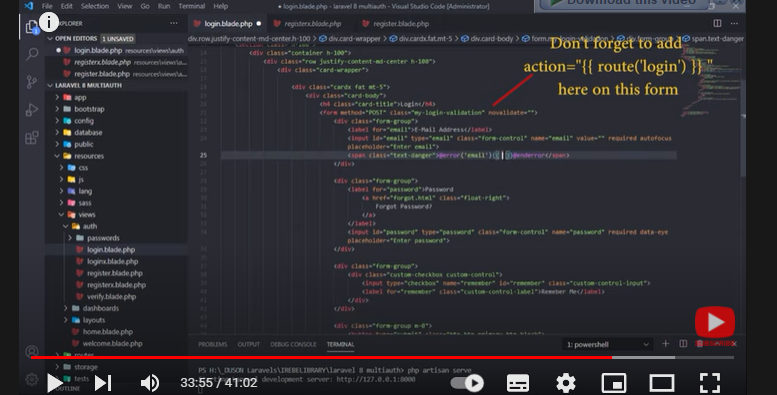 File Edit Selection View Go Run Terminal Help
● login.blade.php - laravel 8 multiauth - Visual Studio Code [Administrator]
Download this video
EXPLORER
OPEN EDITORS 1 UNSAVED
● login.blade.php resources\views\auth
registerx.blade.php resources\views\a...
register.blade.php resources\views\a...
LARAVEL 8 MULTIAUTH
app
bootstrap
config
database
public
resources
css
js
lang
sass
views
auth
passwords
login.blade.php
loginx.blade.php
register.blade.php
registerx.blade.php
verify.blade.php
dashboards
layouts
home.blade.php
welcome.blade.php
routes
storage
tests
OUTLINE
login.blade.php ●
registerx.blade.php
register.blade.php
div.row.justify-content-md-center.h-100 > div.card-wrapper > div.cardx.fat.mt-5 > div.card-body > div.form-group > span.text-danger
Don't forget to add
action="{{ route('login') }} "
here on this form
<div class="container h-100">
<div class="row justify-content-md-center h-100">
<div class="card-wrapper">
<div class="cardx fat mt-5">
<div class="card-body">
<h4 class="card-title">Login</h4>
<form method="POST" class="my-login-validation" novalidate="">
<div class="form-group">
<label for="email">E-Mail Address</label>
<input id="email" type="email" class="form-control" name="email" value="" required autofocus
placeholder="Enter email">
25 <span class="text-danger">@error('email'){{ }}@enderror</span>
</div>
<div class="form-group">
<label for="password">Password
<a href="forgot.html" class="float-right">
Forgot Password?
</a>
</label>
<input id="password" type="password" class="form-control" name="password" required data-eye
placeholder="Enter password">
</div>
<div class="form-group">
<div class="custom-checkbox custom-control">
<input type="checkbox" name="remember" id="remember" class="custom-control-input">
<label for="remember" class="custom-control-label">Remember Me</label>
</div>
</div>
<div class="form-group m-0">
PROBLEMS OUTPUT DEBUG CONSOLE TERMINAL
1: powershell
PS H:\_DUSON Laravels\IREBELIBRARY\laravel 8 multiauth> php artisan serve
development server: http://127.0.0.1:8000
33:55 / 41:02